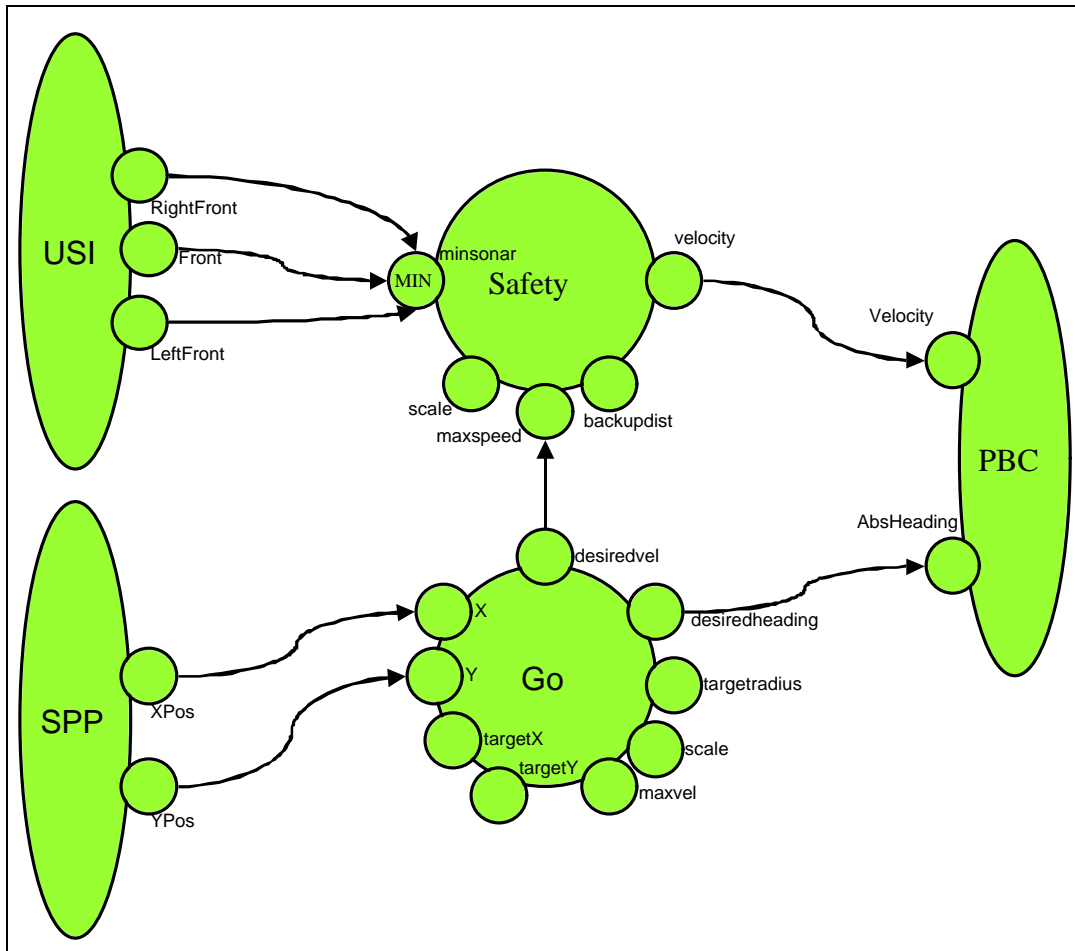 RightFront
velocity
USI
Front
minsonar
MIN
Safety
Velocity
LeftFront
scale
backupdist
maxspeed
PBC
AbsHeading
desiredvel
X
desiredheading
Y
Go
targetradius
SPP
XPos
targetX
scale
targetY
maxvel
YPos